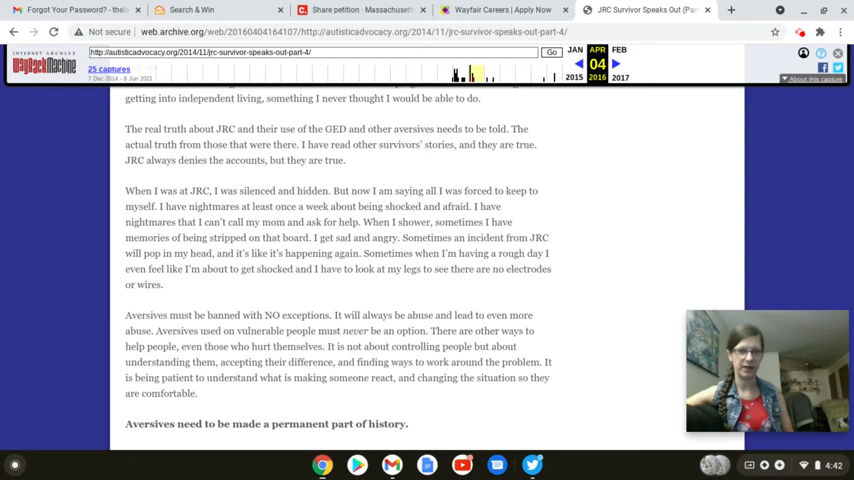 Forgot Your Password? - thela
Search & Win
Share petition · Massachusett
Wayfair Careers | Apply Now
JRC Survivor Speaks Out (Par
Not secure | web.archive.org/web/20160404164107/http://autisticadvocacy.org/2014/11/jrc-survivor-speaks-out-part-4/
INTERNET ARCHIVE
WayBackMachine
http://autisticadvocacy.org/2014/11/jrc-survivor-speaks-out-part-4/
Go
JAN APR FEB
04
2015 2016 2017
25 captures
7 Dec 2014 - 8 Jun 2021
About this capture
getting into independent living, something I never thought I would be able to do.
The real truth about JRC and their use of the GED and other aversives needs to be told. The
actual truth from those that were there. I have read other survivors' stories, and they are true.
JRC always denies the accounts, but they are true.
When I was at JRC, I was silenced and hidden. But now I am saying all I was forced to keep to
myself. I have nightmares at least once a week about being shocked and afraid. I have
nightmares that I can't call my mom and ask for help. When I shower, sometimes I have
memories of being stripped on that board. I get sad and angry. Sometimes an incident from JRC
will pop in my head, and it's like it's happening again. Sometimes when I'm having a rough day I
even feel like I'm about to get shocked and I have to look at my legs to see there are no electrodes
or wires.
Aversives must be banned with NO exceptions. It will always be abuse and lead to even more
abuse. Aversives used on vulnerable people must never be an option. There are other ways to
help people, even those who hurt themselves. It is not about controlling people but about
understanding them, accepting their difference, and finding ways to work around the problem. It
is being patient to understand what is making someone react, and changing the situation so they
are comfortable.
Aversives need to be made a permanent part of history.
4:42